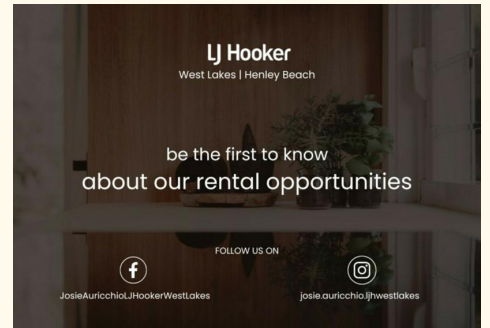 LJ Hooker
West Lakes | Henley Beach
be the first to know
about our rental opportunities
FOLLOW US ON
JosieAuricchioLJHookerWestLakes
josie.auricchio.ljhwestlakes